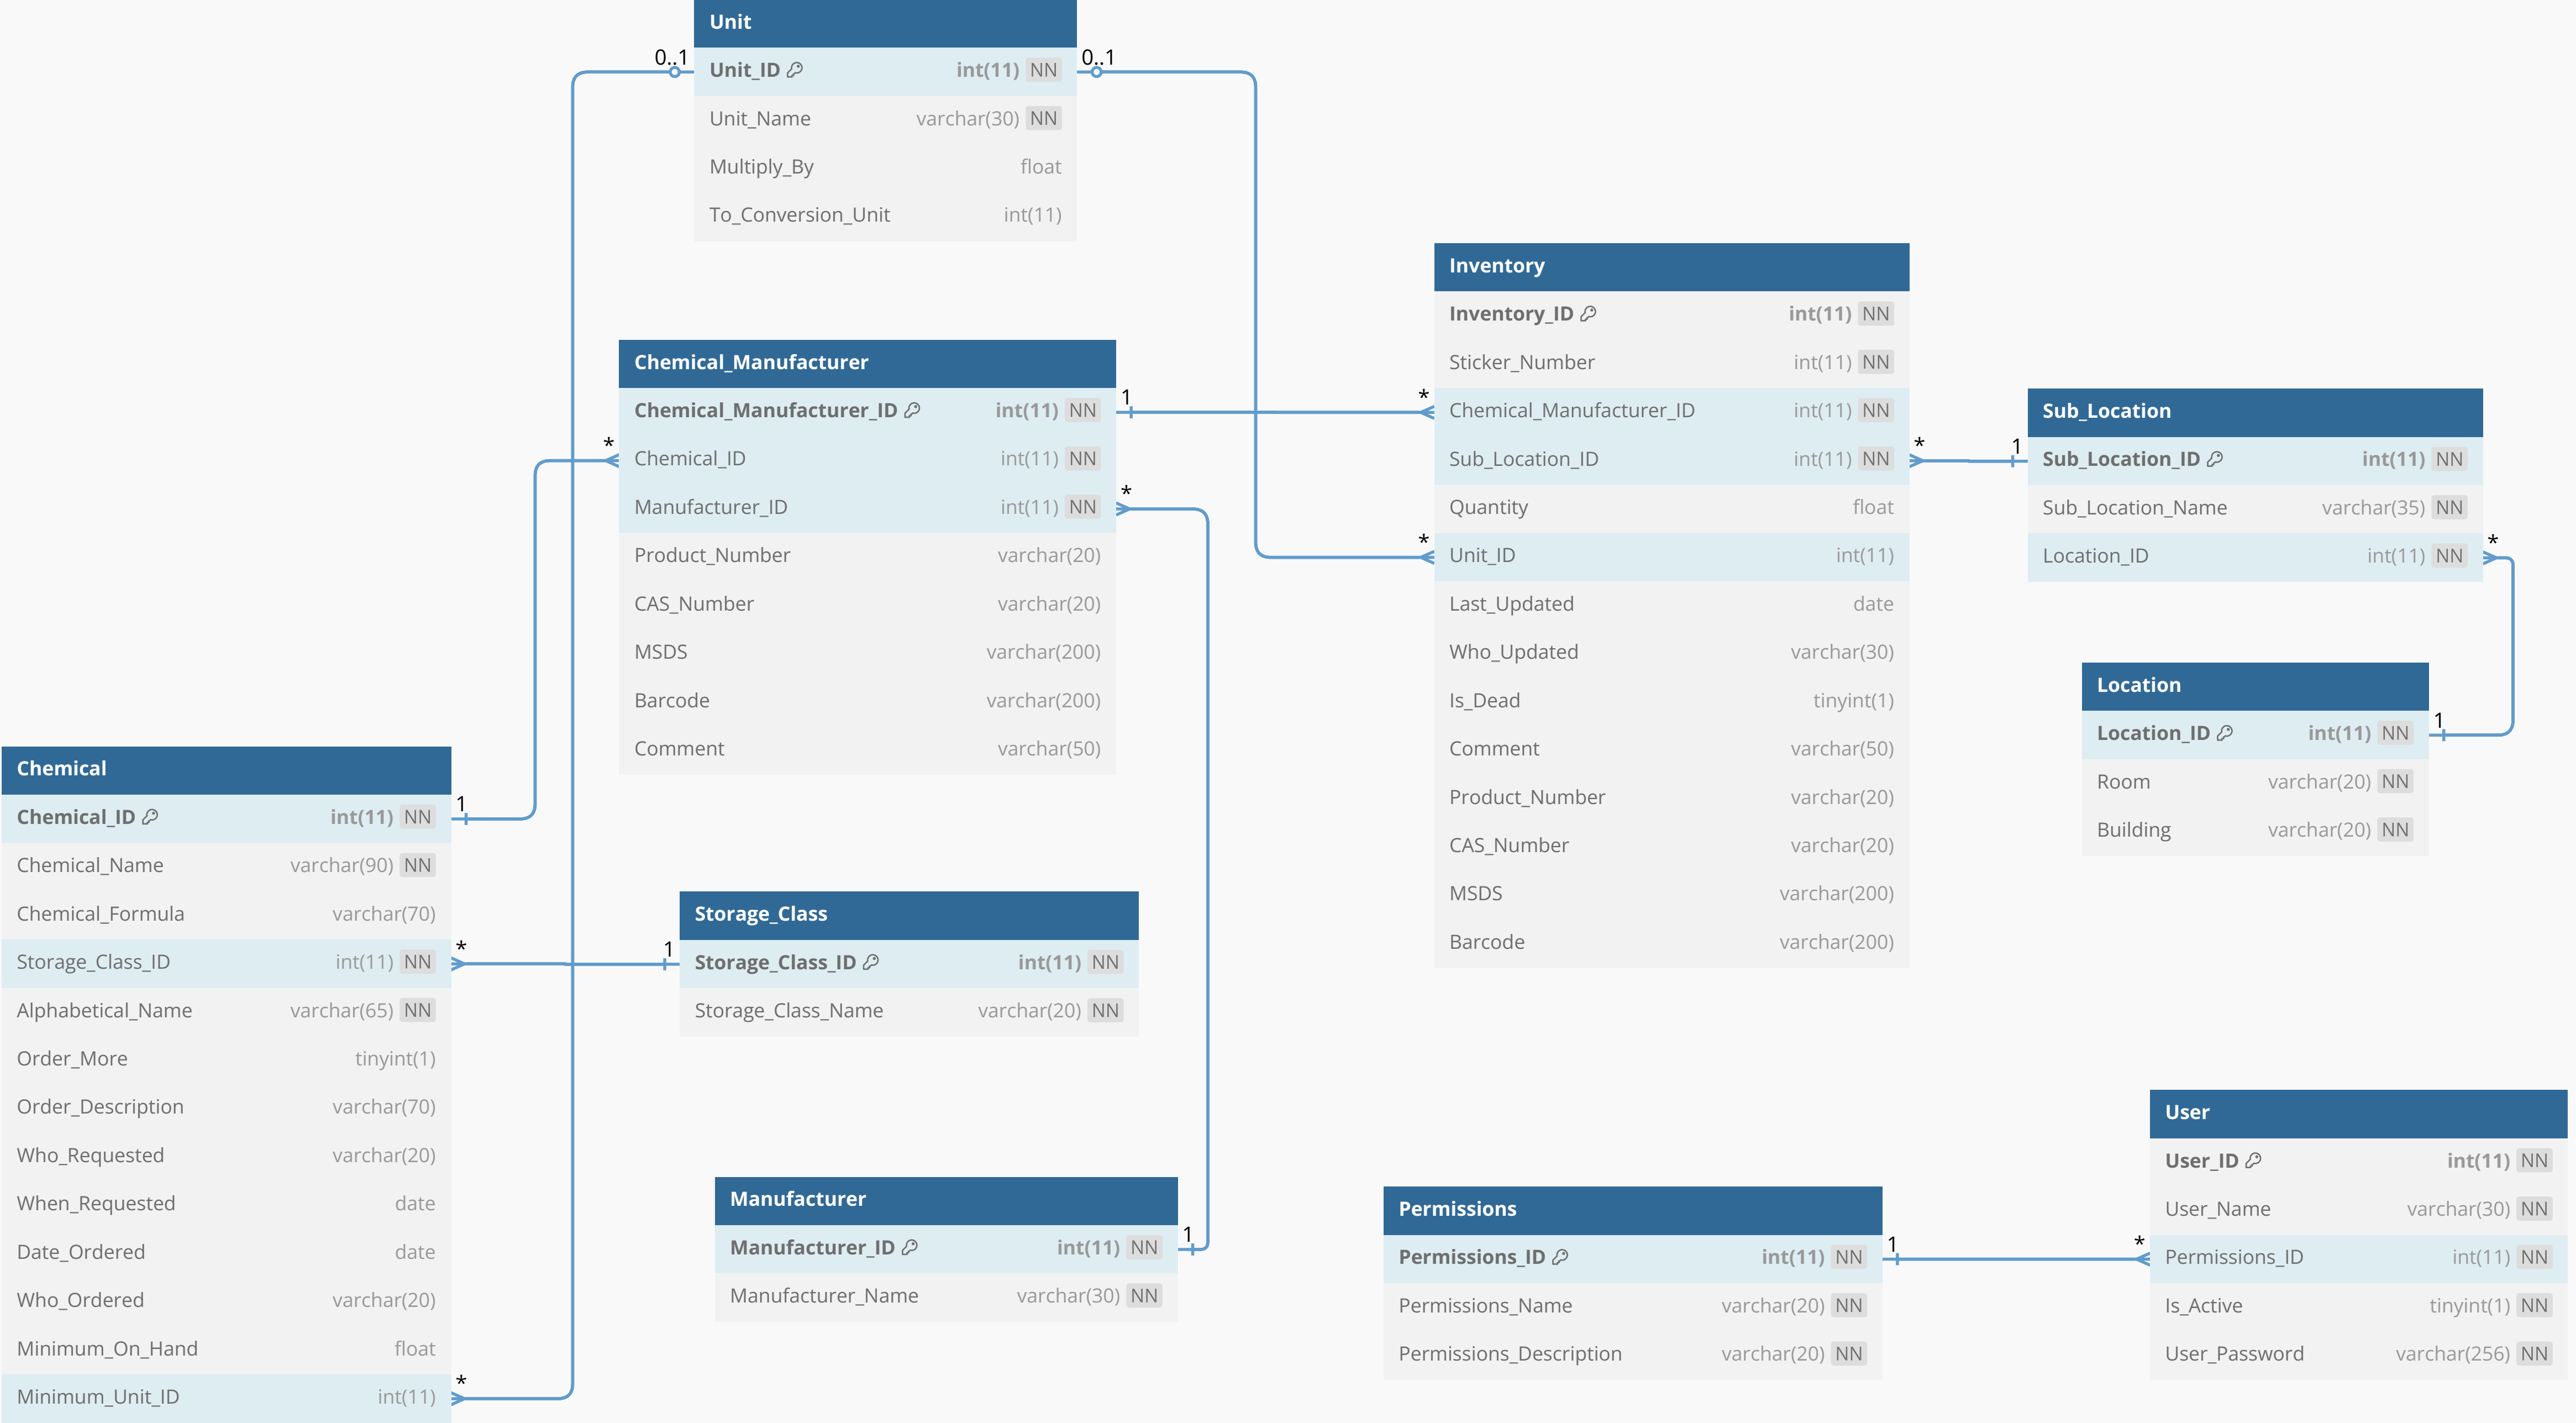 Unit
0..1
0..1
Unit_ID int(11) NN
Unit_Name varchar(30) NN
Multiply_By float
To_Conversion_Unit int(11)
Chemical_Manufacturer
Chemical_Manufacturer_ID int(11) NN
1
*
Chemical_ID int(11) NN
*
Manufacturer_ID int(11) NN
Product_Number varchar(20)
CAS_Number varchar(20)
MSDS varchar(200)
Barcode varchar(200)
Comment varchar(50)
Inventory
Inventory_ID int(11) NN
Sticker_Number int(11) NN
*
Chemical_Manufacturer_ID int(11) NN
*
Sub_Location_ID int(11) NN
Quantity float
*
Unit_ID int(11)
Last_Updated date
Who_Updated varchar(30)
Is_Dead tinyint(1)
Comment varchar(50)
Product_Number varchar(20)
CAS_Number varchar(20)
MSDS varchar(200)
Barcode varchar(200)
Sub_Location
1
Sub_Location_ID int(11) NN
Sub_Location_Name varchar(35) NN
*
Location_ID int(11) NN
Location
1
Location_ID int(11) NN
Room varchar(20) NN
Building varchar(20) NN
Chemical
1
Chemical_ID int(11) NN
Chemical_Name varchar(90) NN
Chemical_Formula varchar(70)
*
Storage_Class_ID int(11) NN
Alphabetical_Name varchar(65) NN
Order_More tinyint(1)
Order_Description varchar(70)
Who_Requested varchar(20)
When_Requested date
Date_Ordered date
Who_Ordered varchar(20)
Minimum_On_Hand float
*
Minimum_Unit_ID int(11)
Storage_Class
1
Storage_Class_ID int(11) NN
Storage_Class_Name varchar(20) NN
Manufacturer
1
Manufacturer_ID int(11) NN
Manufacturer_Name varchar(30) NN
Permissions
1
Permissions_ID int(11) NN
Permissions_Name varchar(20) NN
Permissions_Description varchar(20) NN
User
User_ID int(11) NN
User_Name varchar(30) NN
*
Permissions_ID int(11) NN
Is_Active tinyint(1) NN
User_Password varchar(256) NN